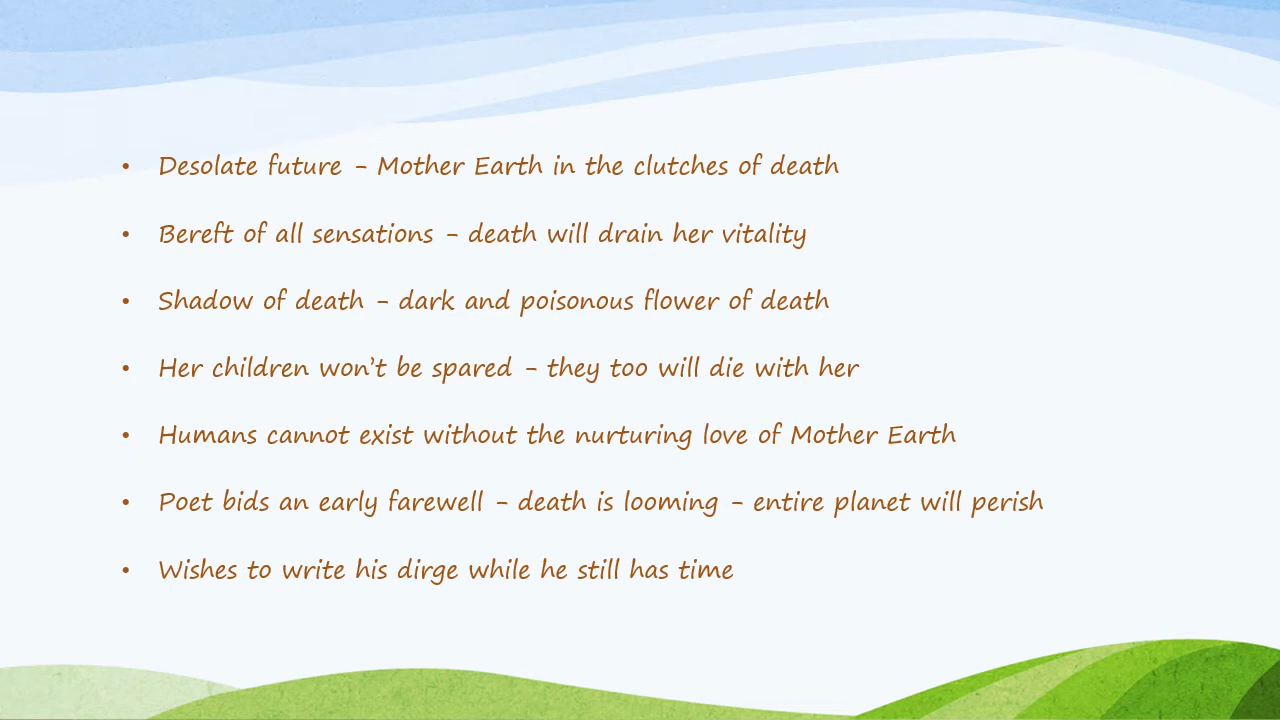 • Desolate future - Mother Earth in the clutches of death
• Bereft of all sensations - death will drain her vitality
• Shadow of death - dark and poisonous flower of death
• Her children won't be spared - they too will die with her
• Humans cannot exist without the nurturing love of Mother Earth
• Poet bids an early farewell - death is looming - entire planet will perish
• Wishes to write his dirge while he still has time